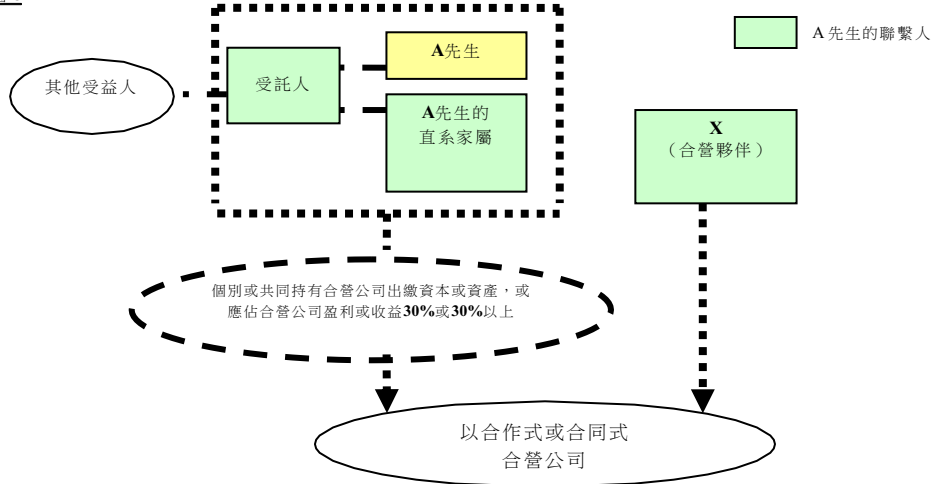 A先生
A 先生的聯繫人
其他受益人
受託人
A先生的
直系家屬
X
（合營夥伴）
個別或共同持有合營公司出繳資本或資產，或
應佔合營公司盈利或收益30%或30%以上
以合作式或合同式
合營公司